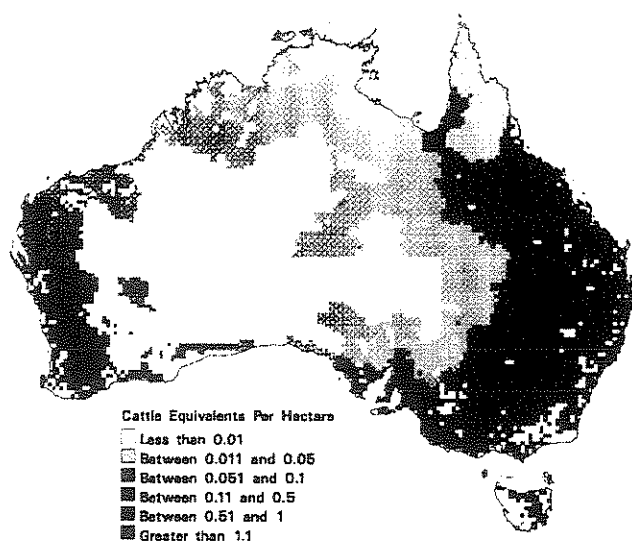 Cattle Equivalents Per Hectare
Less than 0.01
Between 0.011 and 0.05
Between 0.051 and 0.1
Between 0.11 and 0.5
Between 0.51 and 1
Greater than 1.1